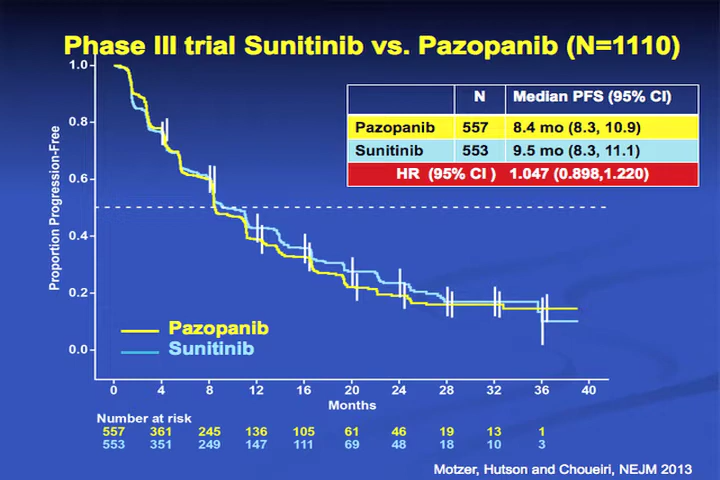 Phase III trial Sunitinib vs. Pazopanib (N=1110)
N Median PFS (95% CI)
Pazopanib 557 8.4 mo (8.3, 10.9)
Sunitinib 553 9.5 mo (8.3, 11.1)
HR (95% CI ) 1.047 (0.898,1.220)
Proportion Progression-Free
1.0
0.8
0.6
0.4
0.2
0.0
Pazopanib
Sunitinib
0 4 8 12 16 20 24 28 32 36 40
Months
Number at risk
557 361 245 136 105 61 46 19 13 1
553 351 249 147 111 69 48 18 10 3
Motzer, Hutson and Choueiri, NEJM 2013